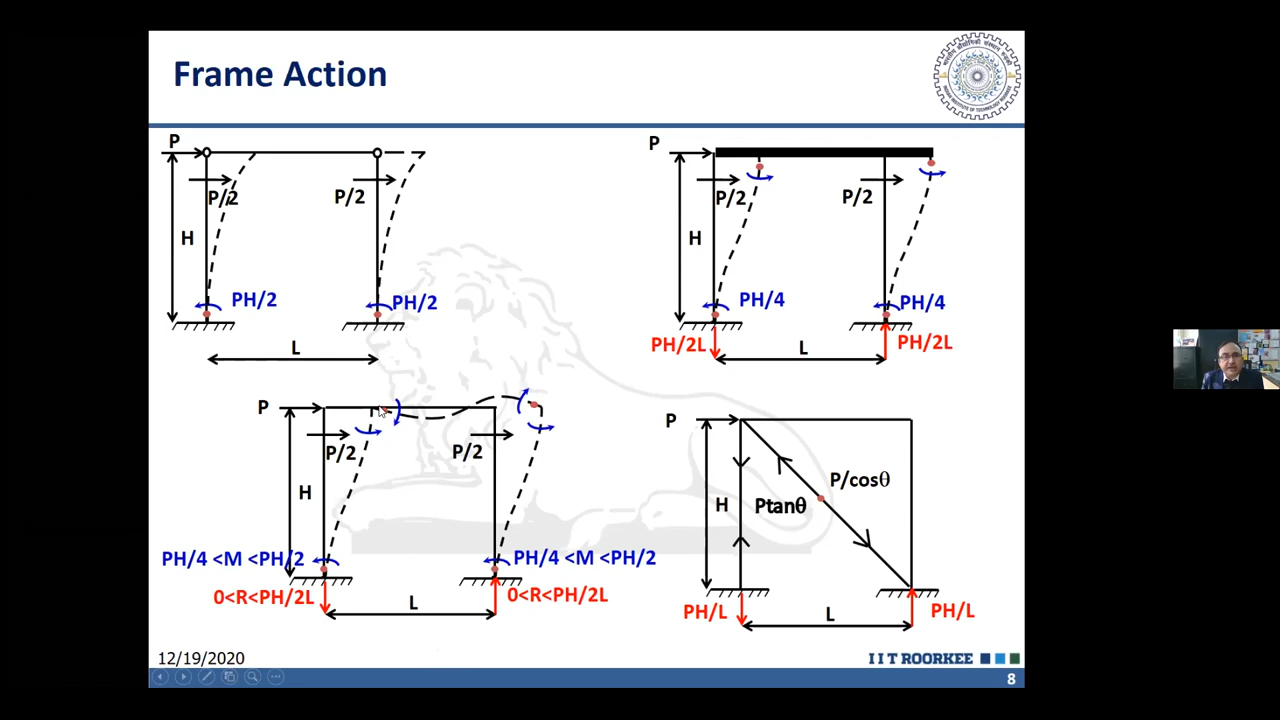 Frame Action
P
P/2
P/2
H
PH/2
PH/2
L
P
P/2
P/2
H
PH/4
PH/4
PH/2L
L
PH/2L
P
P/2
P/2
H
PH/4 <M <PH/2
PH/4 <M <PH/2
0<R<PH/2L
L
0<R<PH/2L
P
P/cosθ
H
Ptanθ
PH/L
L
PH/L
12/19/2020
I I T ROORKEE
8